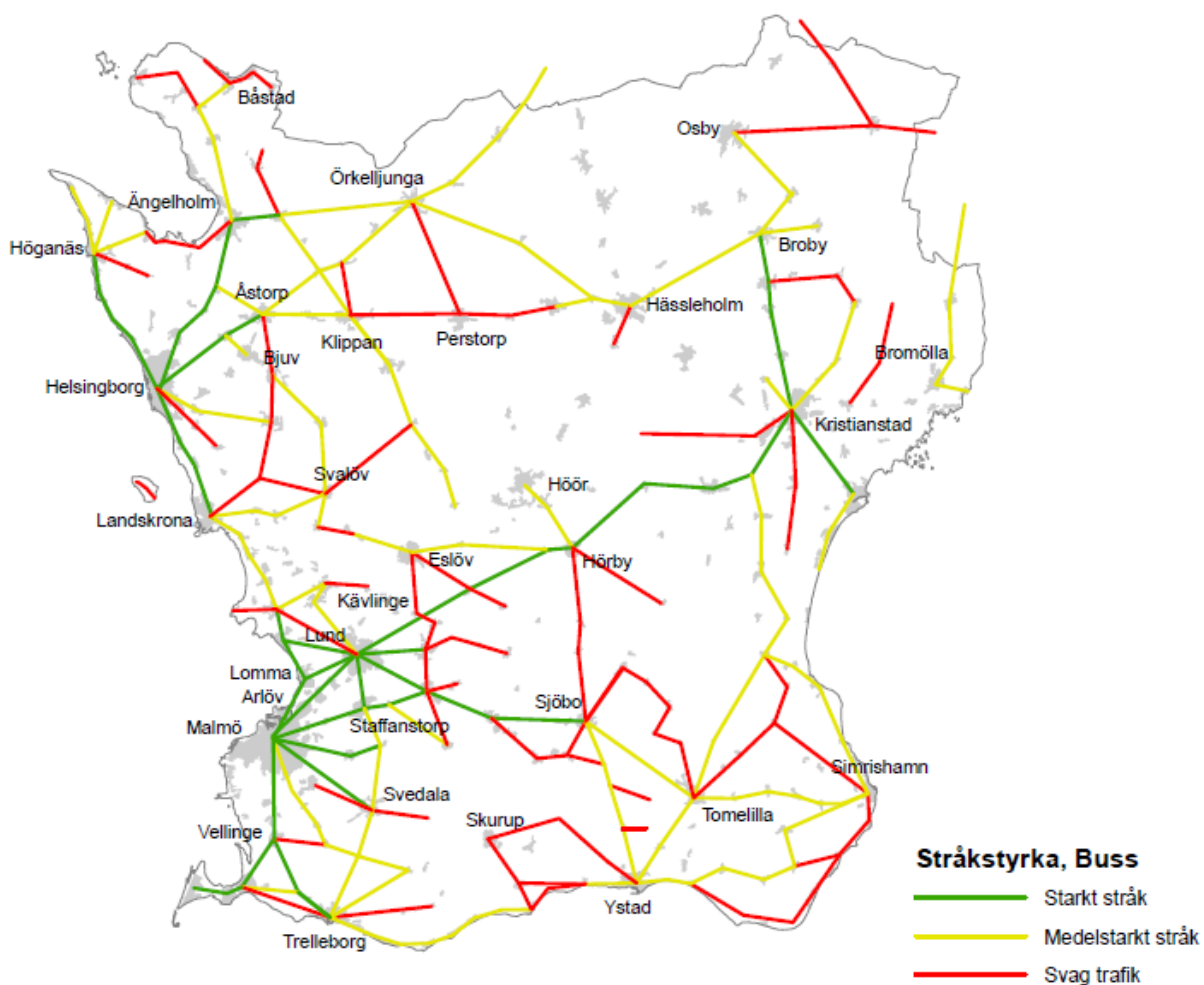 Båstad
Osby
Örkelljunga
Ängelholm
Höganäs
Broby
Åstorp
Hässleholm
Klippan
Perstorp
Bjuv
Bromölla
Helsingborg
Kristianstad
Svalöv
Höör
Landskrona
Eslöv
Hörby
Kävlinge
Lund
Lomma
Arlöv
Sjöbo
Malmö
Staffanstorp
Simrishamn
Svedala
Skurup
Tomelilla
Vellinge
Ystad
Trelleborg
Stråkstyrka, Buss
Starkt stråk
Medelstarkt stråk
Svag trafik